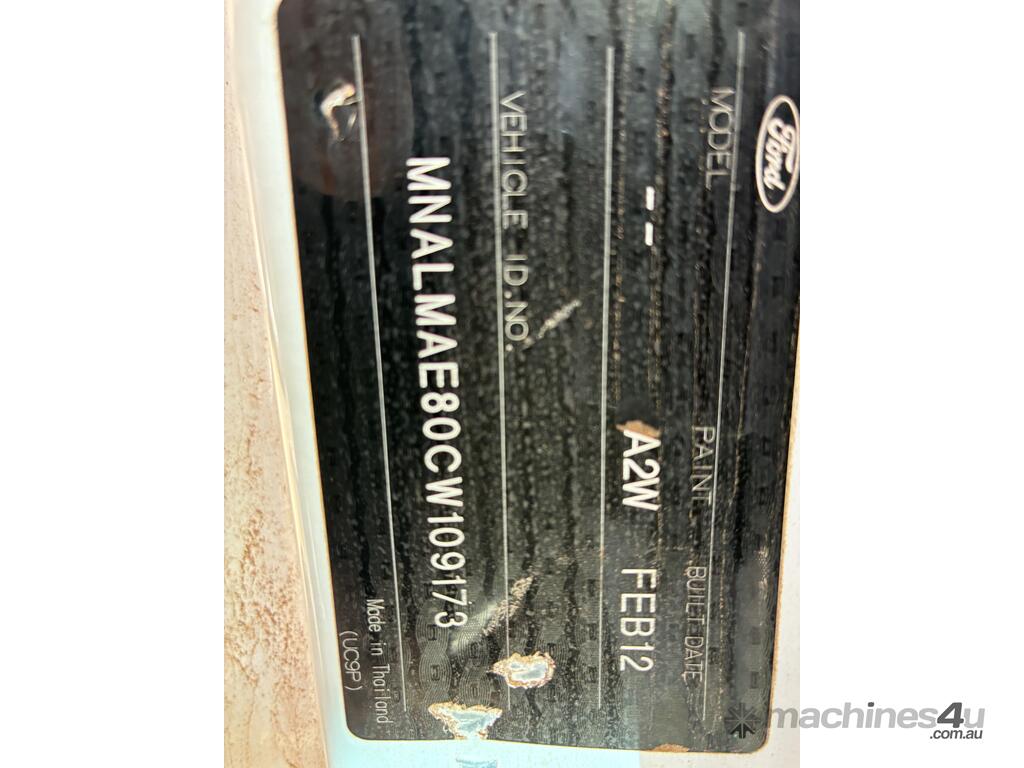 Ford
MODEL PAINT BUILT DATE
-- A2W FEB12
VEHICLE ID.NO.
MNALMAE80CW109173
Made in Thailand
(UC9P)
machines4u
.com.au